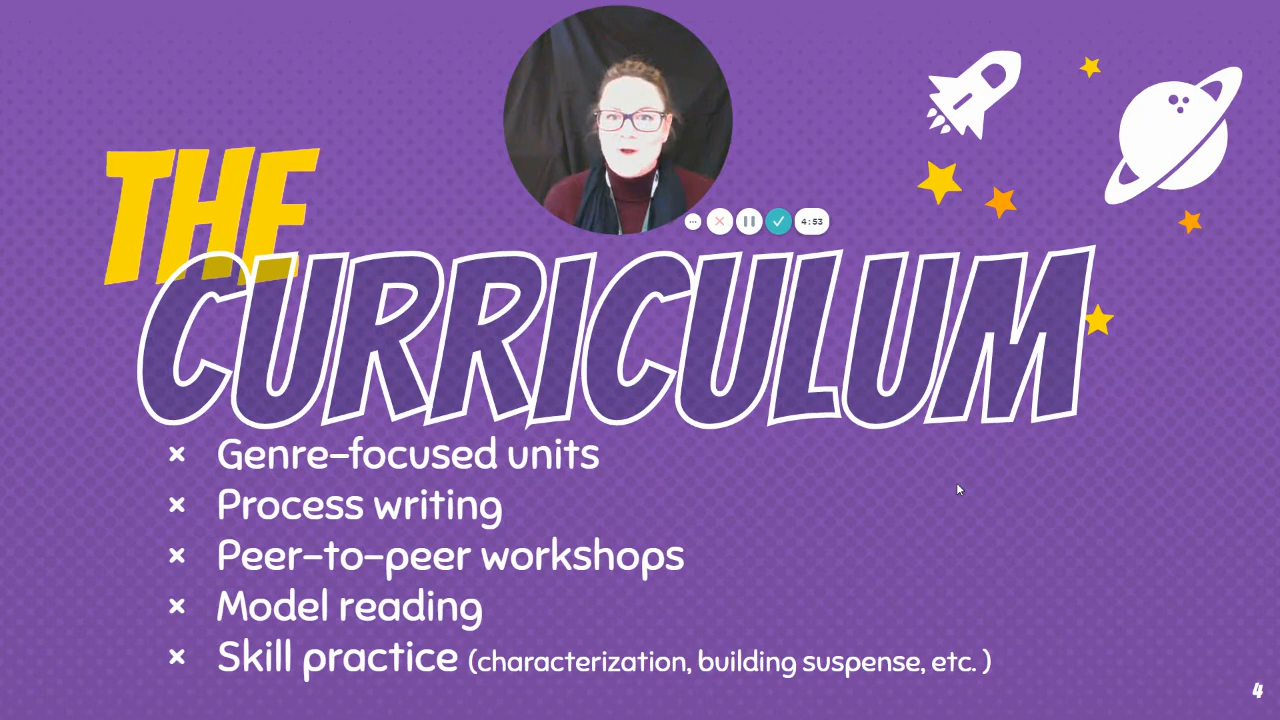 4:53
THE
CURRICULUM
× Genre-focused units
× Process writing
× Peer-to-peer workshops
× Model reading
× Skill practice (characterization, building suspense, etc. )
4